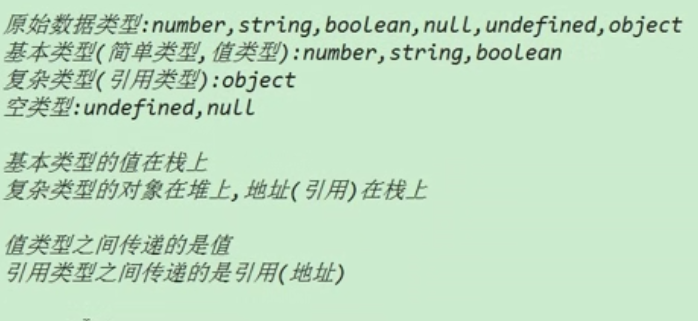 原始数据类型:number,string,boolean,null,undefined,object
基本类型(简单类型,值类型):number,string,boolean
复杂类型(引用类型):object
空类型:undefined,null
基本类型的值在栈上
复杂类型的对象在堆上,地址(引用)在栈上
值类型之间传递的是值
引用类型之间传递的是引用(地址)